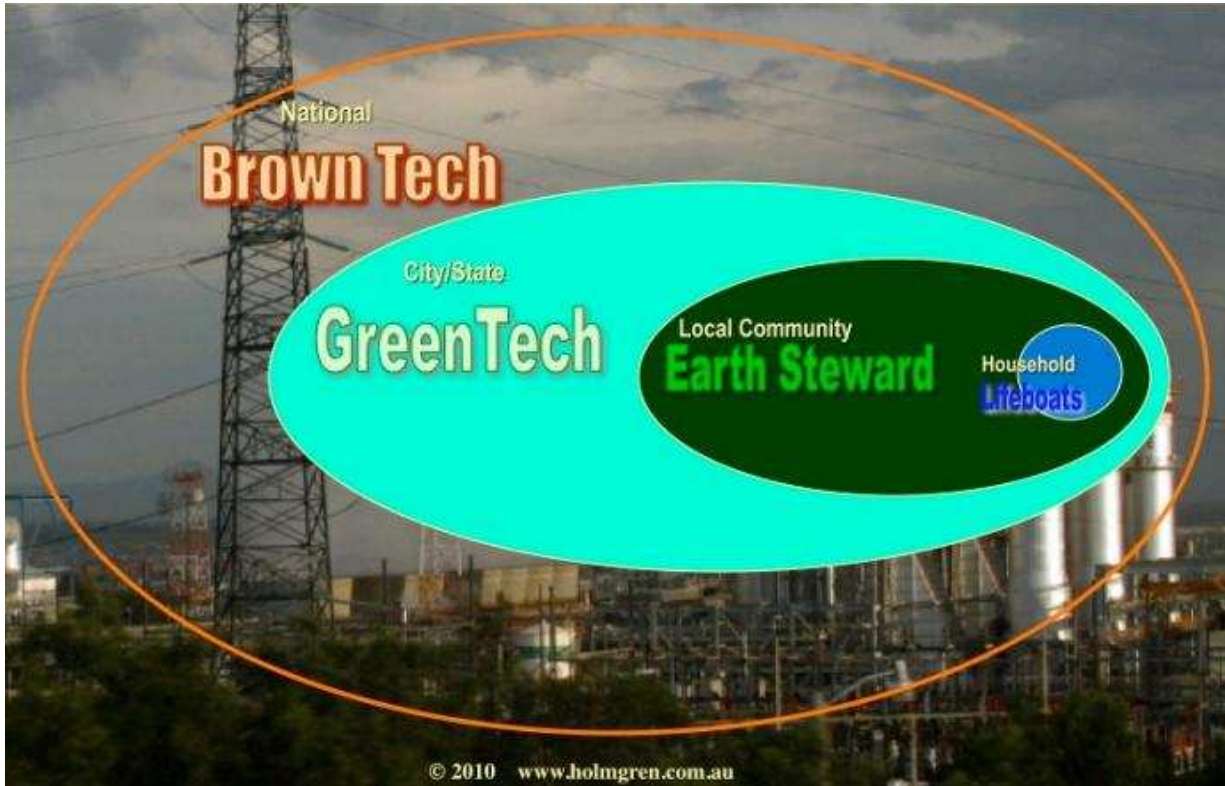 National
Brown Tech
City/State
GreenTech
Local Community
Earth Steward
Household
Lifeboats
© 2010 www.holmgren.com.au